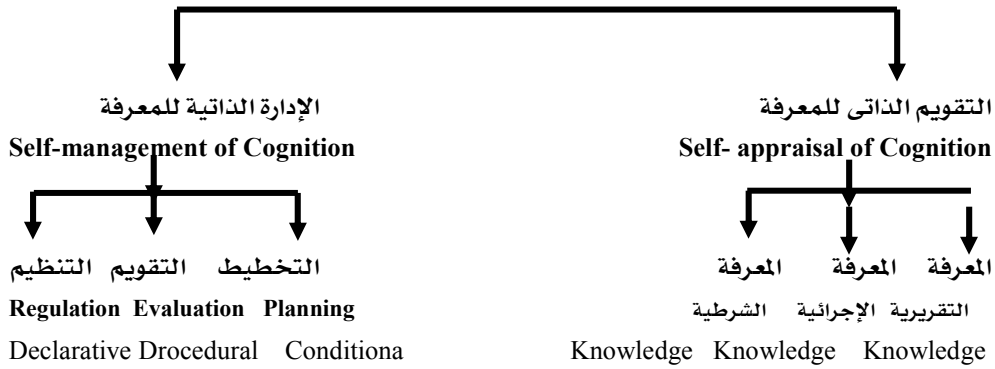 التقويم الذاتى للمعرفة الإدارة الذاتية للمعرفة
Self-management of Cognition Self- appraisal of Cognition
المعرفة المعرفة المعرفة التخطيط التقويم التنظيم
Regulation Evaluation Planning التقريرية الإجرائية الشرطية
Declarative Drocedural Conditiona Knowledge Knowledge Knowledge